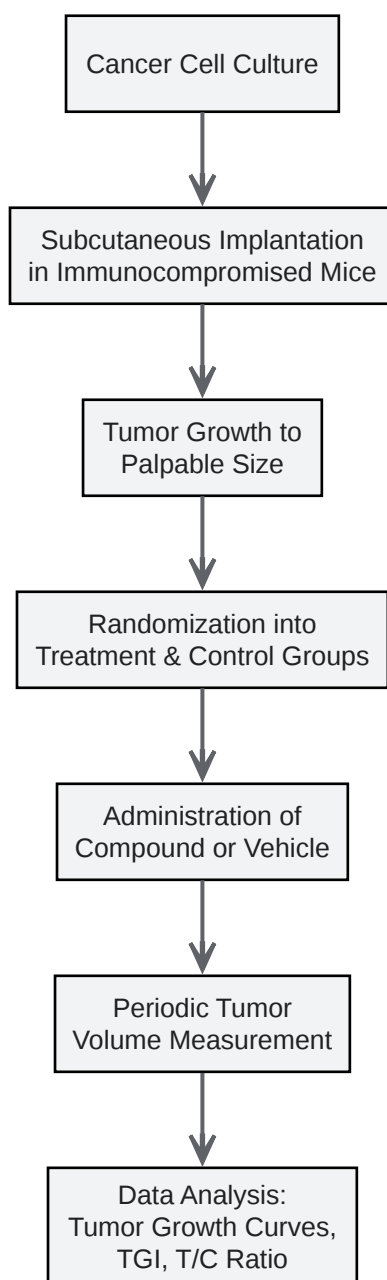 Cancer Cell Culture
Subcutaneous Implantation
in Immunocompromised Mice
Tumor Growth to
Palpable Size
Randomization into
Treatment & Control Groups
Administration of
Compound or Vehicle
Periodic Tumor
Volume Measurement
Data Analysis:
Tumor Growth Curves,
TGI, T/C Ratio